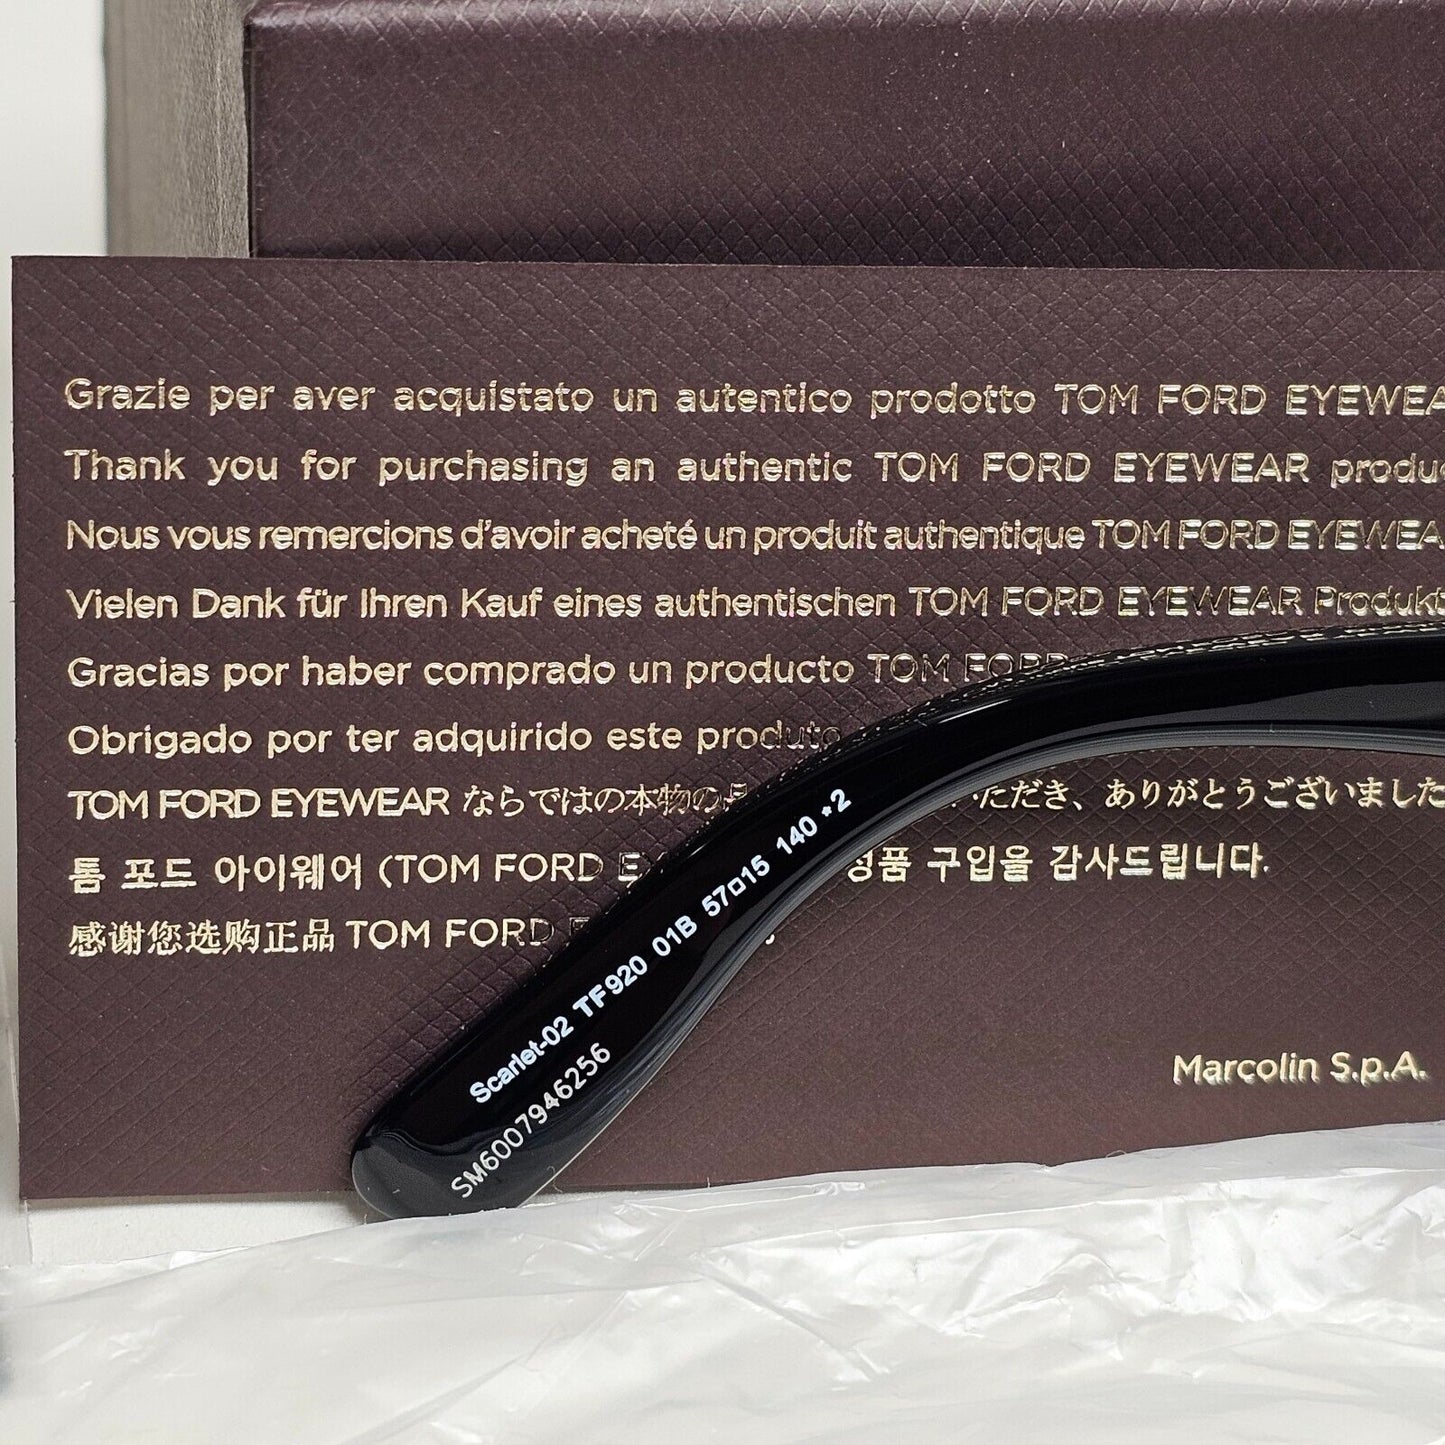 Grazie per aver acquistato un autentico prodotto TOM FORD
Thank you for purchasing an authentic TOM FORD EYEWEAR
Nous vous remercions d'avoir acheté un produit authentique TOM FORD
Vielen Dank für Ihren Kauf eines authentischen TOM FORD EYEWEAR Produkt
Gracias por haber comprado un producto TOM FORD
Obrigado por ter adquirido este produto
TOM FORD EYEWEAR ならではの本物の ただき、ありがとうございました
톰 포드 아이웨어 (TOM FORD 정품 구입을 감사드립니다.
感谢您选购正品 TOM FORD
Marcolin S.p.A.
Scarlet-02 TF920 01B 57□15 140 *2
SM6007946256